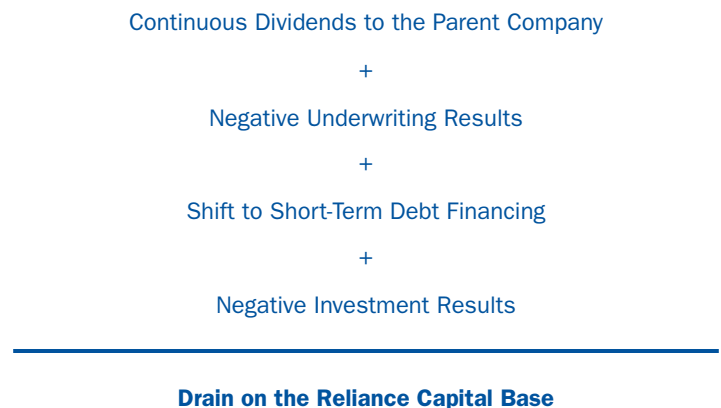 Continuous Dividends to the Parent Company
+
Negative Underwriting Results
+
Shift to Short-Term Debt Financing
+
Negative Investment Results
Drain on the Reliance Capital Base